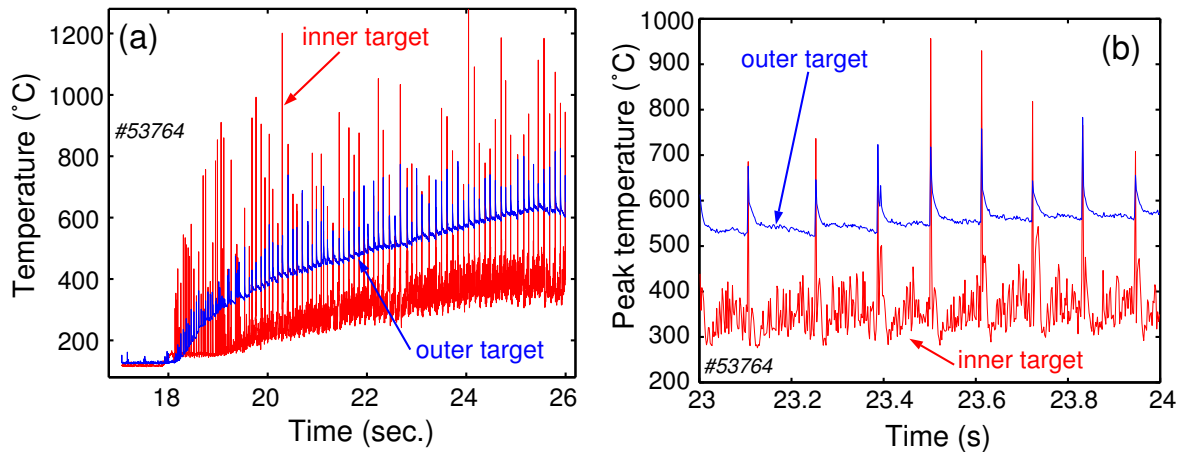 (a)
inner target
#53764
outer target
Temperature (˚C)
1200
1000
800
600
400
200
18
20
22
24
26
Time (sec.)
(b)
outer target
inner target
#53764
Peak temperature (˚C)
1000
900
800
700
600
500
400
300
200
23
23.2
23.4
23.6
23.8
24
Time (s)